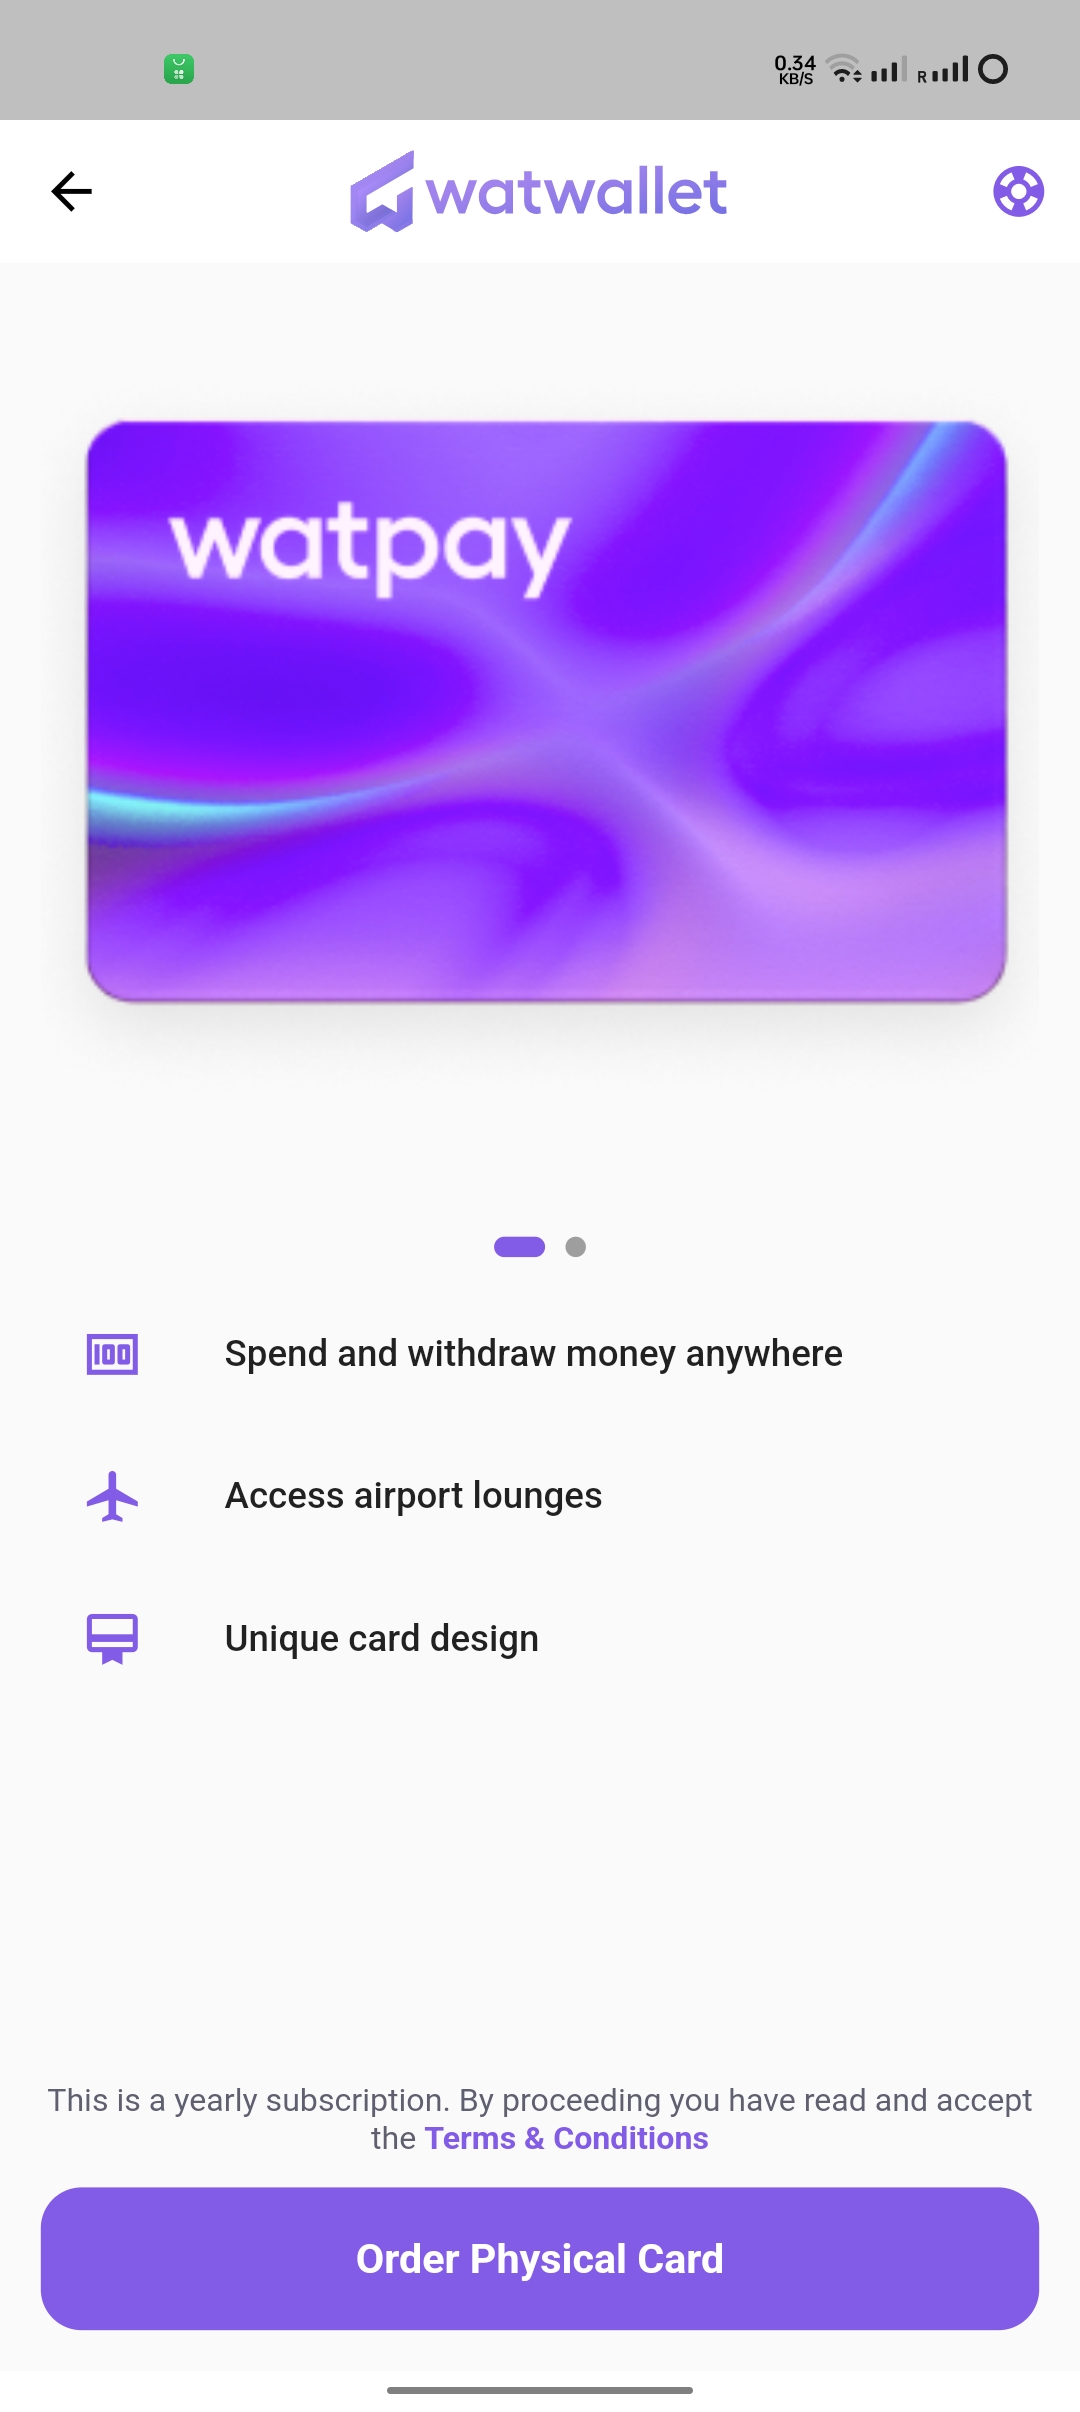 0.34
KB/S
R
watwallet
watpay
100
Spend and withdraw money anywhere
Access airport lounges
Unique card design
This is a yearly subscription. By proceeding you have read and accept
the Terms & Conditions
Order Physical Card